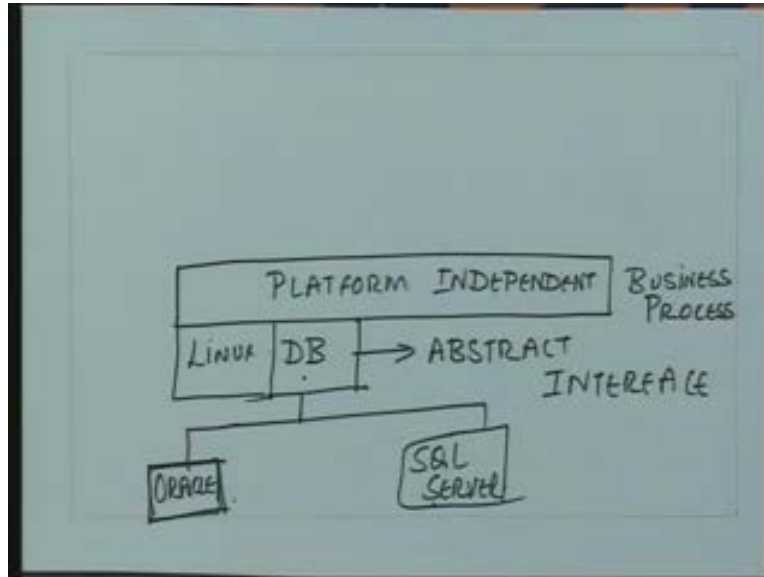 PLATFORM INDEPENDENT
BUSINESS
PROCESS
LINUX DB → ABSTRACT
INTERFACE
ORACLE
SQL
SERVER